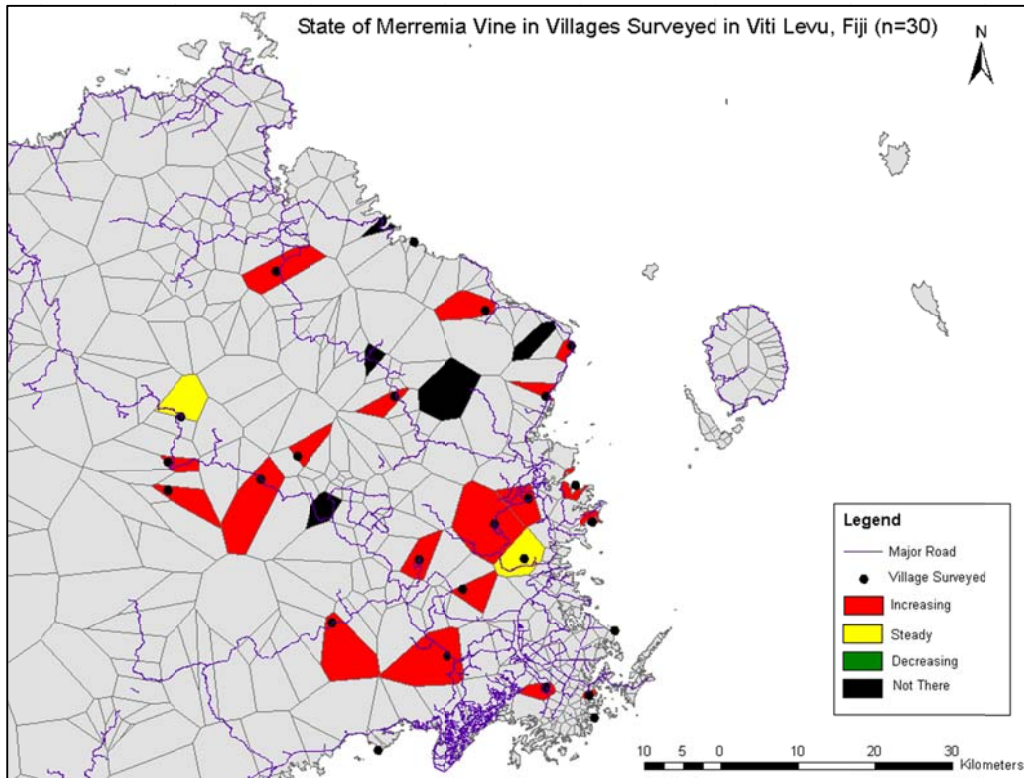 State of Merremia Vine in Villages Surveyed in Viti Levu, Fiji (n=30)
N
Legend
Major Road
Village Surveyed
Increasing
Steady
Decreasing
Not There
10 5 0 10 20 30
Kilometers